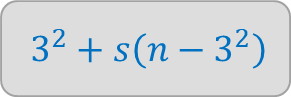 3² + s(n − 3²)